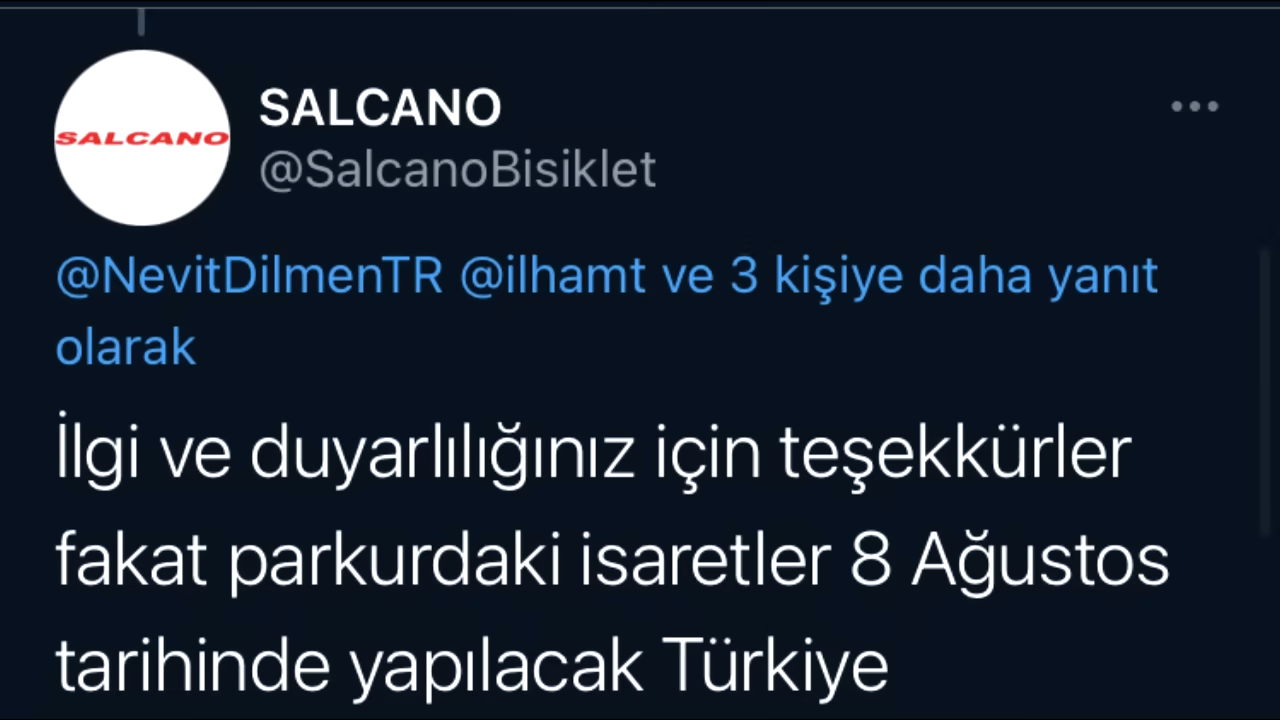 SALCANO
SALCANO
@SalcanoBisiklet
@NevitDilmenTR @ilhamt ve 3 kişiye daha yanıt
olarak
İlgi ve duyarlılığınız için teşekkürler
fakat parkurdaki isaretler 8 Ağustos
tarihinde yapılacak Türkiye